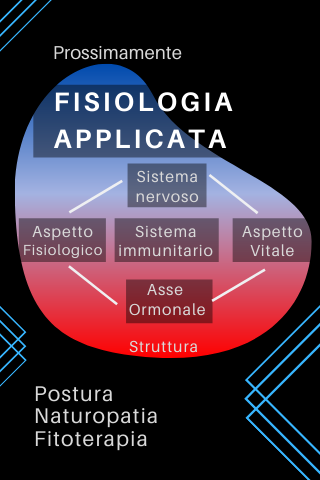 Prossimamente
FISIOLOGIA
APPLICATA
Sistema
nervoso
Aspetto
Fisiologico
Sistema
immunitario
Aspetto
Vitale
Asse
Ormonale
Struttura
Postura
Naturopatia
Fitoterapia